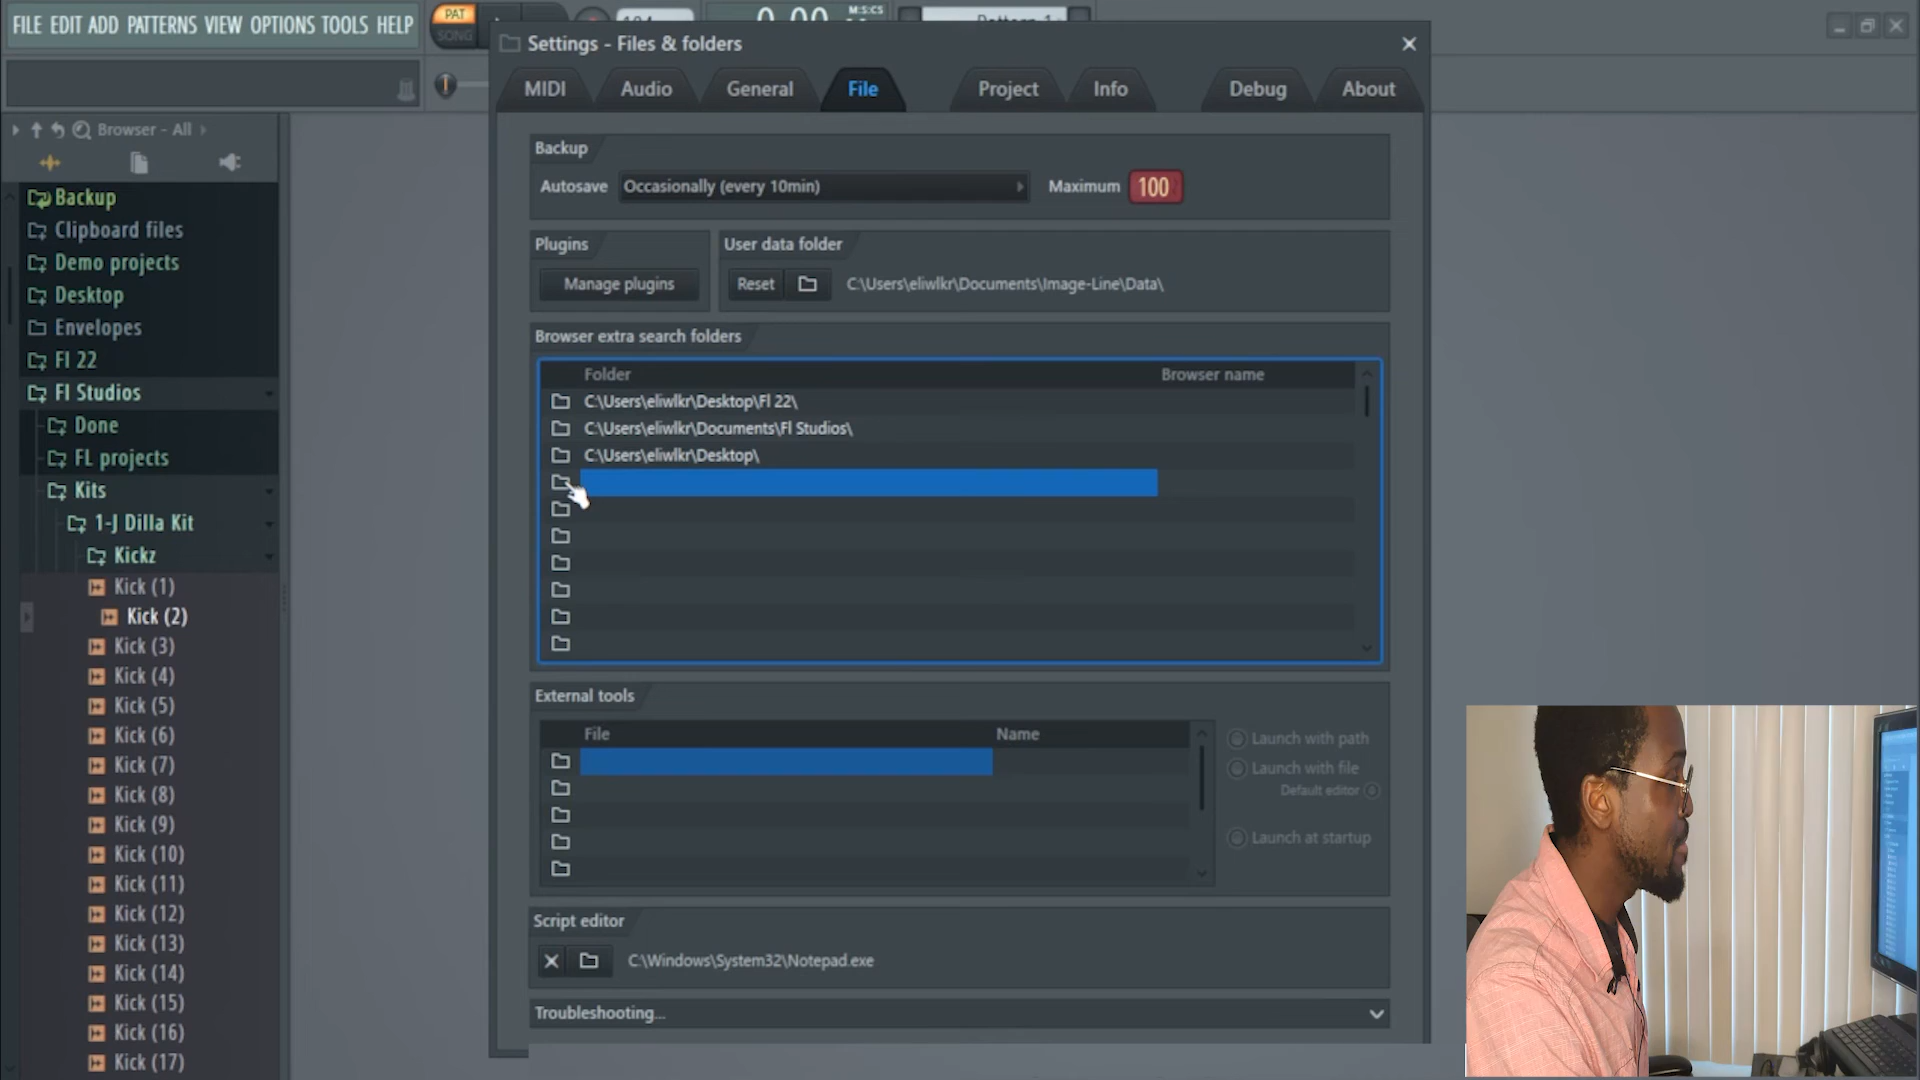 FILE EDIT ADD PATTERNS VIEW OPTIONS TOOLS HELP
PAT
SONG
M:S:CS
Settings - Files & folders
MIDI Audio General File Project Info Debug About
Browser - All
Backup
Clipboard files
Demo projects
Desktop
Envelopes
Fl 22
Fl Studios
Done
FL projects
Kits
1-J Dilla Kit
Kickz
Kick (1)
Kick (2)
Kick (3)
Kick (4)
Kick (5)
Kick (6)
Kick (7)
Kick (8)
Kick (9)
Kick (10)
Kick (11)
Kick (12)
Kick (13)
Kick (14)
Kick (15)
Kick (16)
Kick (17)
Backup
Autosave Occasionally (every 10min) Maximum 100
Plugins
Manage plugins
User data folder
Reset C:\Users\eliwlkr\Documents\Image-Line\Data\
Browser extra search folders
Folder Browser name
C:\Users\eliwlkr\Desktop\Fl 22\
C:\Users\eliwlkr\Documents\Fl Studios\
C:\Users\eliwlkr\Desktop\
External tools
File Name
Launch with path
Launch with file
Default editor
Launch at startup
Script editor
C:\Windows\System32\Notepad.exe
Troubleshooting...